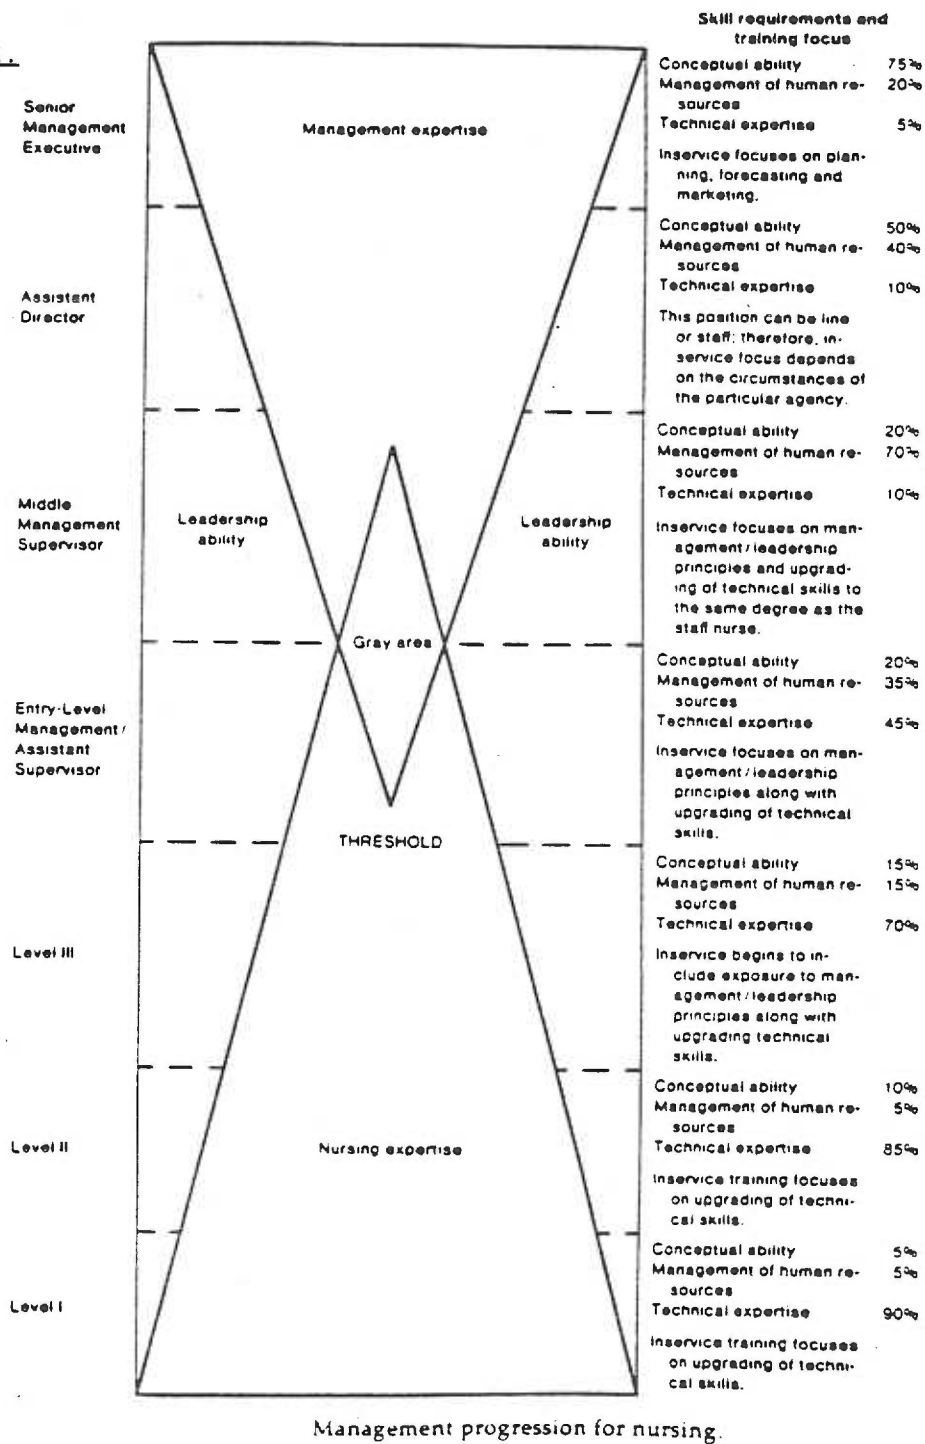 Skill requirements and
training focus
Senior
Management
Executive
Management expertise
Conceptual ability 75%
Management of human re-
sources 20%
Technical expertise 5%
Inservice focuses on plan-
ning, forecasting and
marketing.
Assistant
Director
Conceptual ability 50%
Management of human re-
sources 40%
Technical expertise 10%
This position can be line
or staff; therefore, in-
service focus depends
on the circumstances of
the particular agency.
Middle
Management
Supervisor
Leadership
ability
Leadership
ability
Conceptual ability 20%
Management of human re-
sources 70%
Technical expertise 10%
Inservice focuses on man-
agement/leadership
principles and upgrad-
ing of technical skills to
the same degree as the
staff nurse.
Gray area
Entry-Level
Management/
Assistant
Supervisor
Conceptual ability 20%
Management of human re-
sources 35%
Technical expertise 45%
Inservice focuses on man-
agement/leadership
principles along with
upgrading of technical
skills.
THRESHOLD
Level III
Conceptual ability 15%
Management of human re-
sources 15%
Technical expertise 70%
Inservice begins to in-
clude exposure to man-
agement/leadership
principles along with
upgrading technical
skills.
Level II
Nursing expertise
Conceptual ability 10%
Management of human re-
sources 5%
Technical expertise 85%
Inservice training focuses
on upgrading of techni-
cal skills.
Level I
Conceptual ability 5%
Management of human re-
sources 5%
Technical expertise 90%
Inservice training focuses
on upgrading of techni-
cal skills.
Management progression for nursing.